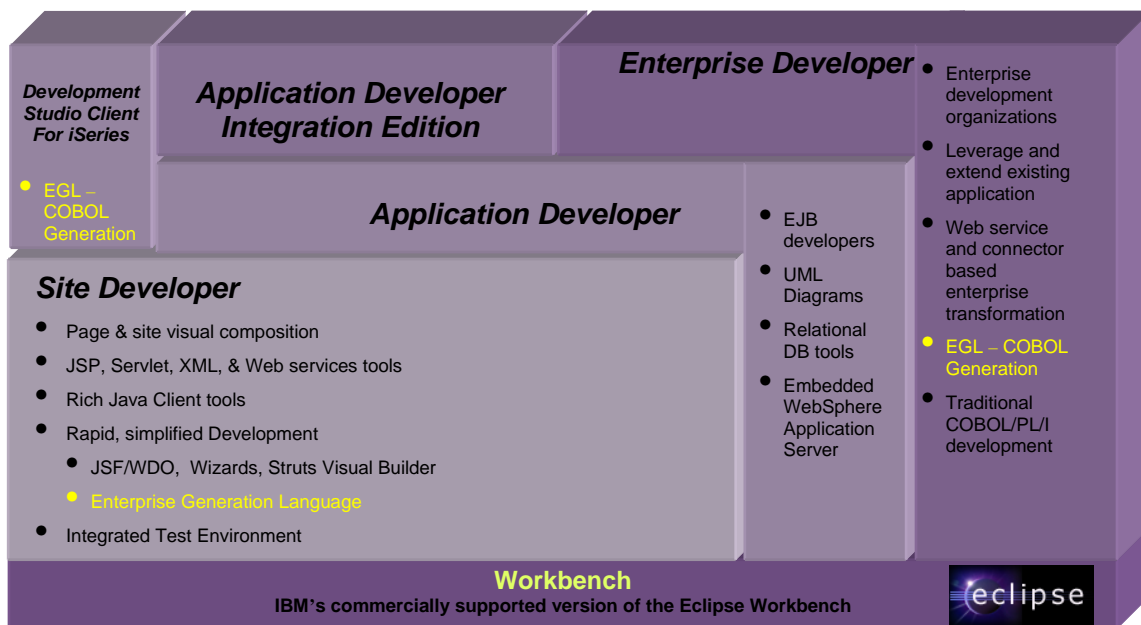 Development
Studio Client
For iSeries
• EGL –
COBOL
Generation
Application Developer
Integration Edition
Enterprise Developer
• Enterprise
development
organizations
• Leverage and
extend existing
application
• Web service
and connector
based
enterprise
transformation
• EGL – COBOL
Generation
• Traditional
COBOL/PL/I
development
Application Developer
• EJB
developers
• UML
Diagrams
• Relational
DB tools
• Embedded
WebSphere
Application
Server
Site Developer
• Page & site visual composition
• JSP, Servlet, XML, & Web services tools
• Rich Java Client tools
• Rapid, simplified Development
• JSF/WDO, Wizards, Struts Visual Builder
• Enterprise Generation Language
• Integrated Test Environment
Workbench
IBM’s commercially supported version of the Eclipse Workbench
eclipse